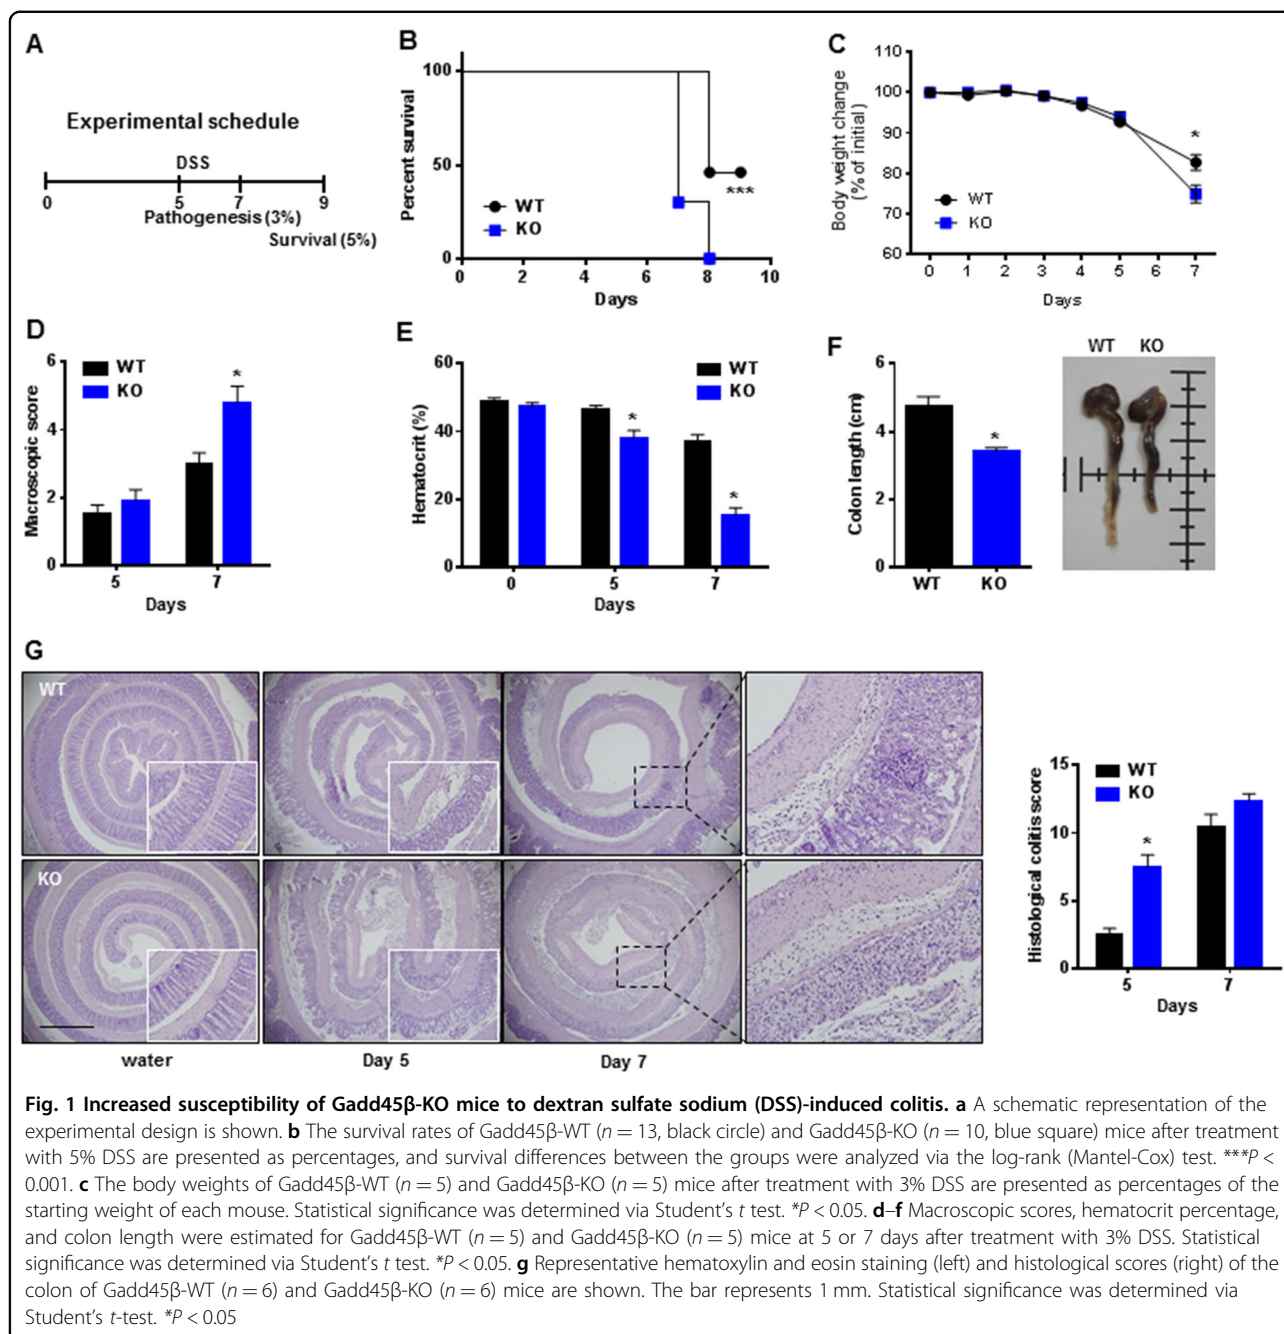 A
Experimental schedule
DSS
0 5 7 9
Pathogenesis (3%)
Survival (5%)
B
Percent survival
100
50
0
WT
KO
***
0 2 4 6 8 10
Days
C
Body weight change
(% of initial)
110
100
90
80
70
60
*
WT
KO
0 1 2 3 4 5 6 7
Days
D
Macroscopic score
6
4
2
0
WT
KO
*
5 7
Days
E
Hematocrit (%)
60
40
20
0
WT
KO
*
*
0 5 7
Days
F
Colon length (cm)
6
4
2
0
*
WT KO
WT KO
G
WT
KO
water Day 5 Day 7
Histological colitis score
15
10
5
0
WT
KO
*
5 7
Days
Fig. 1 Increased susceptibility of Gadd45β-KO mice to dextran sulfate sodium (DSS)-induced colitis. a A schematic representation of the
experimental design is shown. b The survival rates of Gadd45β-WT (n = 13, black circle) and Gadd45β-KO (n = 10, blue square) mice after treatment
with 5% DSS are presented as percentages, and survival differences between the groups were analyzed via the log-rank (Mantel-Cox) test. ***P <
0.001. c The body weights of Gadd45β-WT (n = 5) and Gadd45β-KO (n = 5) mice after treatment with 3% DSS are presented as percentages of the
starting weight of each mouse. Statistical significance was determined via Student's t test. *P < 0.05. d–f Macroscopic scores, hematocrit percentage,
and colon length were estimated for Gadd45β-WT (n = 5) and Gadd45β-KO (n = 5) mice at 5 or 7 days after treatment with 3% DSS. Statistical
significance was determined via Student's t test. *P < 0.05. g Representative hematoxylin and eosin staining (left) and histological scores (right) of the
colon of Gadd45β-WT (n = 6) and Gadd45β-KO (n = 6) mice are shown. The bar represents 1 mm. Statistical significance was determined via
Student's t-test. *P < 0.05